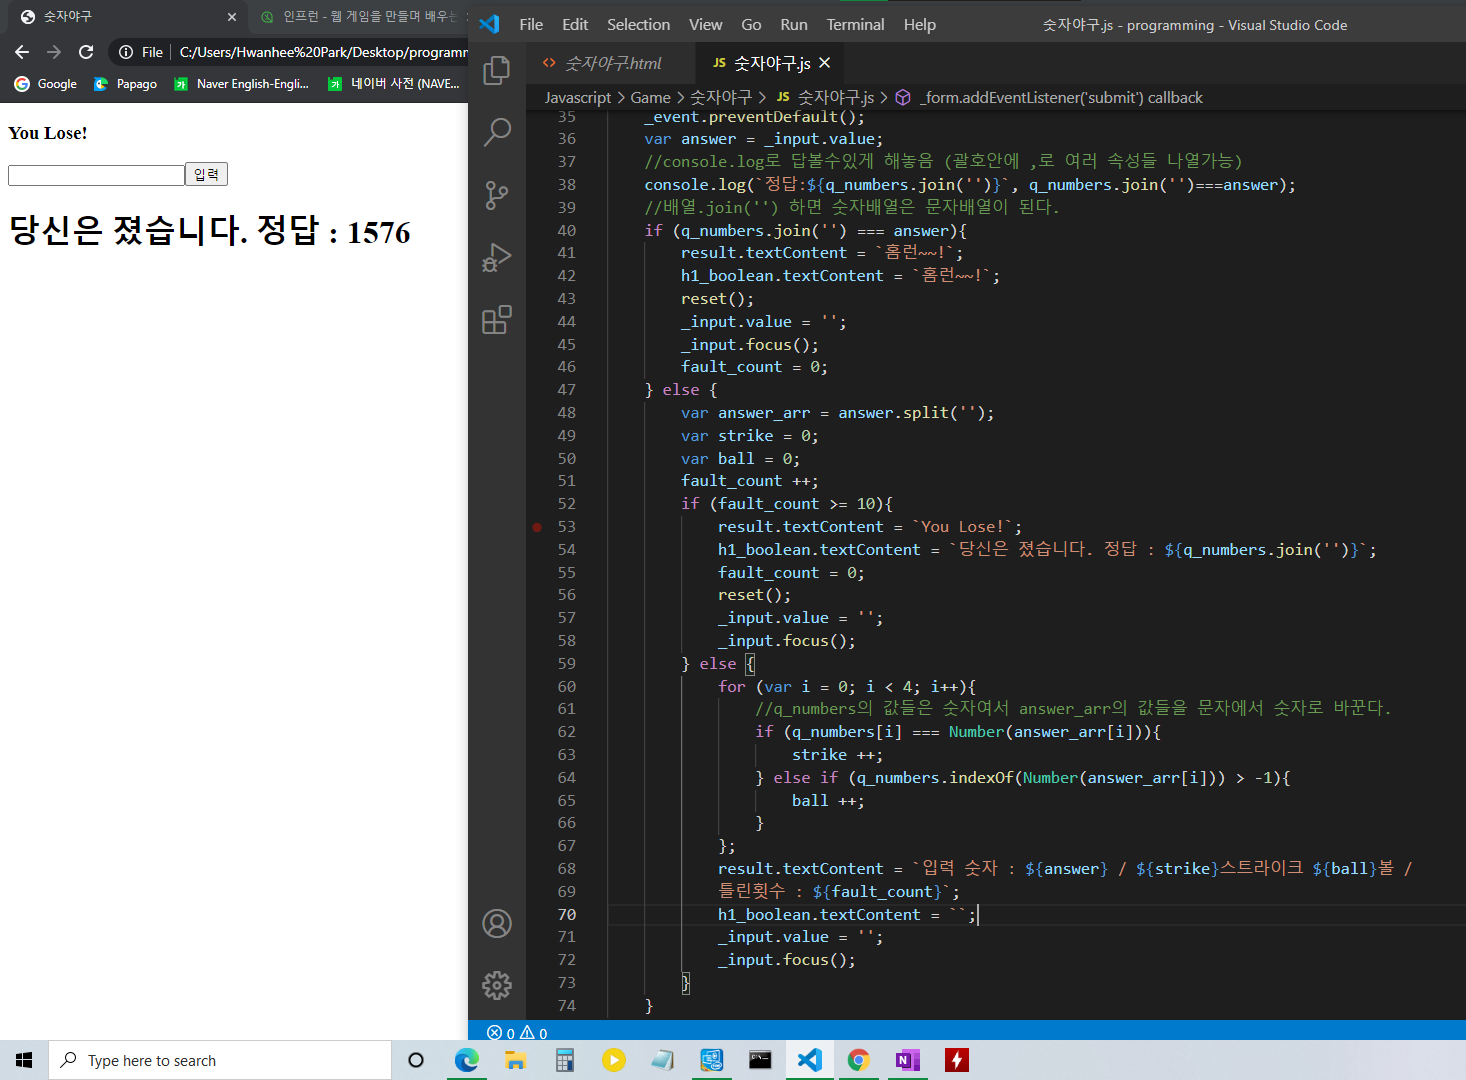 숫자야구
인프런 - 웹 게임을 만들며 배우는
File Edit Selection View Go Run Terminal Help
숫자야구.js - programming - Visual Studio Code
File C:/Users/Hwanhee%20Park/Desktop/programm
Google Papago Naver English-Engli... 네이버 사전 (NAVE...
You Lose!
입력
당신은 졌습니다. 정답 : 1576
<> 숫자야구.html JS 숫자야구.js
Javascript > Game > 숫자야구 > JS 숫자야구.js > _form.addEventListener('submit') callback
35 _event.preventDefault();
36 var answer = _input.value;
37 //console.log로 답볼수있게 해놓음 (괄호안에 ,로 여러 속성들 나열가능)
38 console.log(`정답:${q_numbers.join('')}`, q_numbers.join('')===answer);
39 //배열.join('') 하면 숫자배열은 문자배열이 된다.
40 if (q_numbers.join('') === answer){
41 result.textContent = `홈런~~!`;
42 h1_boolean.textContent = `홈런~~!`;
43 reset();
44 _input.value = '';
45 _input.focus();
46 fault_count = 0;
47 } else {
48 var answer_arr = answer.split('');
49 var strike = 0;
50 var ball = 0;
51 fault_count ++;
52 if (fault_count >= 10){
53 result.textContent = `You Lose!`;
54 h1_boolean.textContent = `당신은 졌습니다. 정답 : ${q_numbers.join('')}`;
55 fault_count = 0;
56 reset();
57 _input.value = '';
58 _input.focus();
59 } else {
60 for (var i = 0; i < 4; i++){
61 //q_numbers의 값들은 숫자여서 answer_arr의 값들을 문자에서 숫자로 바꾼다.
62 if (q_numbers[i] === Number(answer_arr[i])){
63 strike ++;
64 } else if (q_numbers.indexOf(Number(answer_arr[i])) > -1){
65 ball ++;
66 }
67 };
68 result.textContent = `입력 숫자 : ${answer} / ${strike}스트라이크 ${ball}볼 /
69 틀린횟수 : ${fault_count}`;
70 h1_boolean.textContent = ``;
71 _input.value = '';
72 _input.focus();
73 }
74 }
0 0
Type here to search